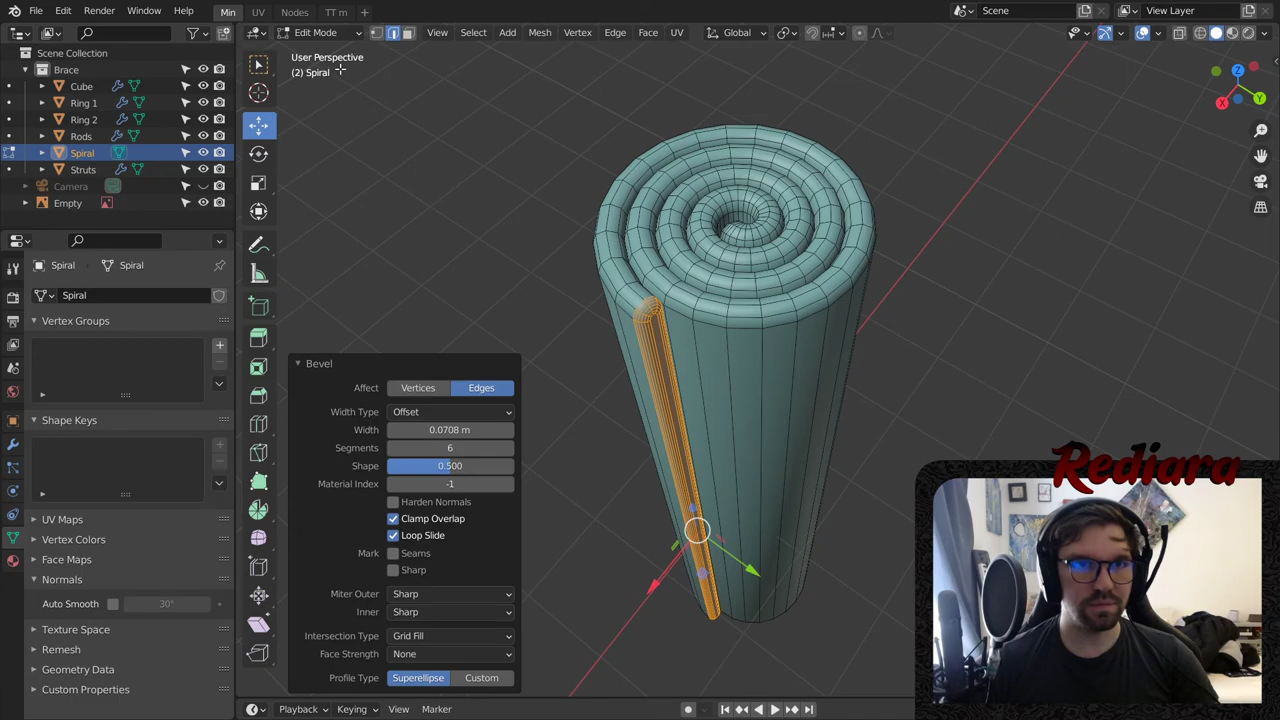 File Edit Render Window Help Min UV Nodes TT m + Scene View Layer
Edit Mode View Select Add Mesh Vertex Edge Face UV Global
Scene Collection
Brace
Cube
Ring 1
Ring 2
Rods
Spiral
Struts
Camera
Empty
User Perspective
(2) Spiral
X
Y
Z
Spiral Spiral
Spiral
Vertex Groups
Shape Keys
UV Maps
Vertex Colors
Face Maps
Normals
Auto Smooth 30°
Texture Space
Remesh
Geometry Data
Custom Properties
Bevel
Affect Vertices Edges
Width Type Offset
Width 0.0708 m
Segments 6
Shape 0.500
Material Index -1
Harden Normals
Clamp Overlap
Loop Slide
Mark Seams
Sharp
Miter Outer Sharp
Inner Sharp
Intersection Type Grid Fill
Face Strength None
Profile Type Superellipse Custom
Rediara
Playback Keying View Marker